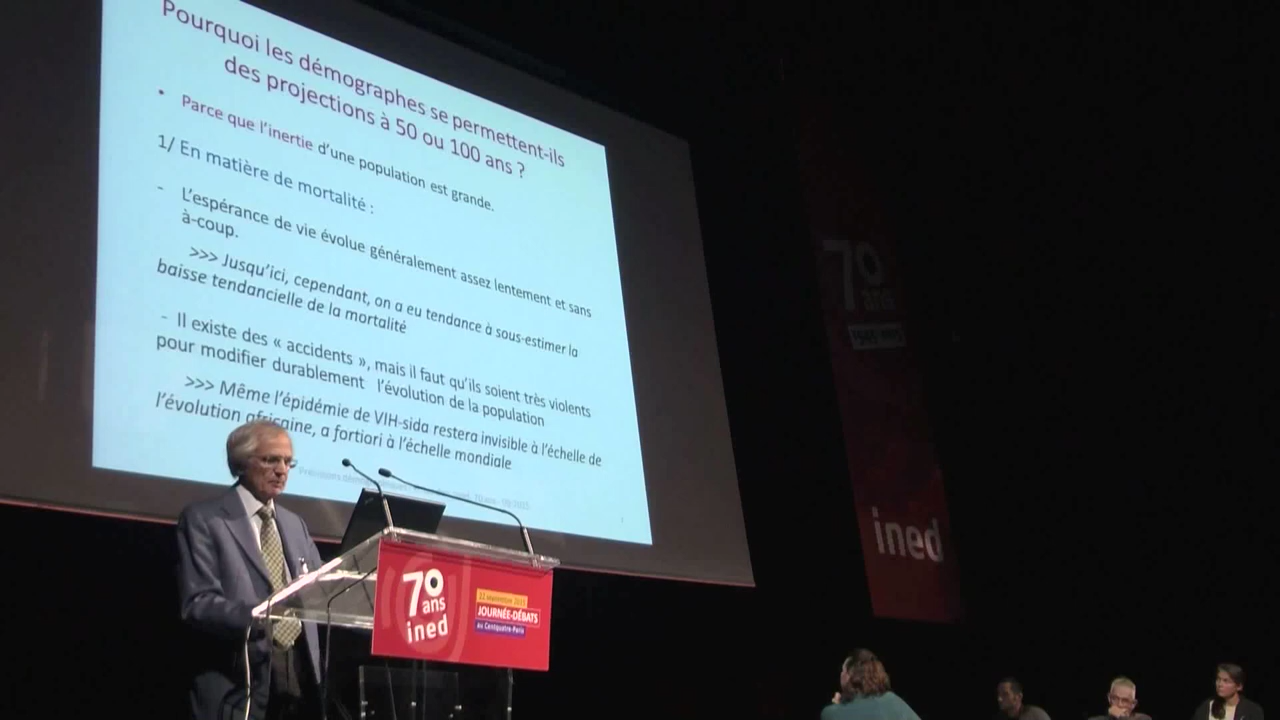 Pourquoi les démographes se permettent-ils
des projections à 50 ou 100 ans ?
• Parce que l'inertie d'une population est grande.
1/ En matière de mortalité :
- L'espérance de vie évolue généralement assez lentement et sans
à-coup.
>>> Jusqu'ici, cependant, on a eu tendance à sous-estimer la
baisse tendancielle de la mortalité
- Il existe des « accidents », mais il faut qu'ils soient très violents
pour modifier durablement l'évolution de la population
>>> Même l'épidémie de VIH-sida restera invisible à l'échelle de
l'évolution africaine, a fortiori à l'échelle mondiale
70
ans
ined
JOURNÉE-DÉBATS
au Centquatre-Paris
70
ans
ined